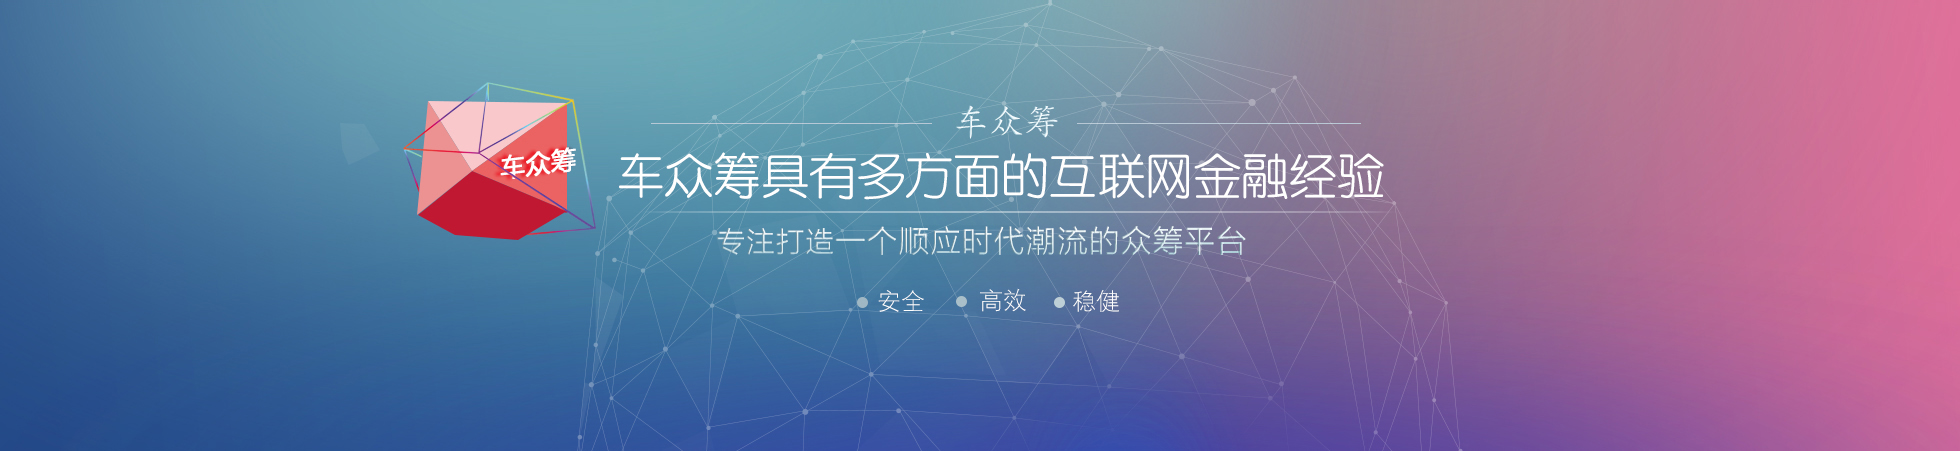 车众筹
车众筹
车众筹具有多方面的互联网金融经验
专注打造一个顺应时代潮流的众筹平台
安全 高效 稳健